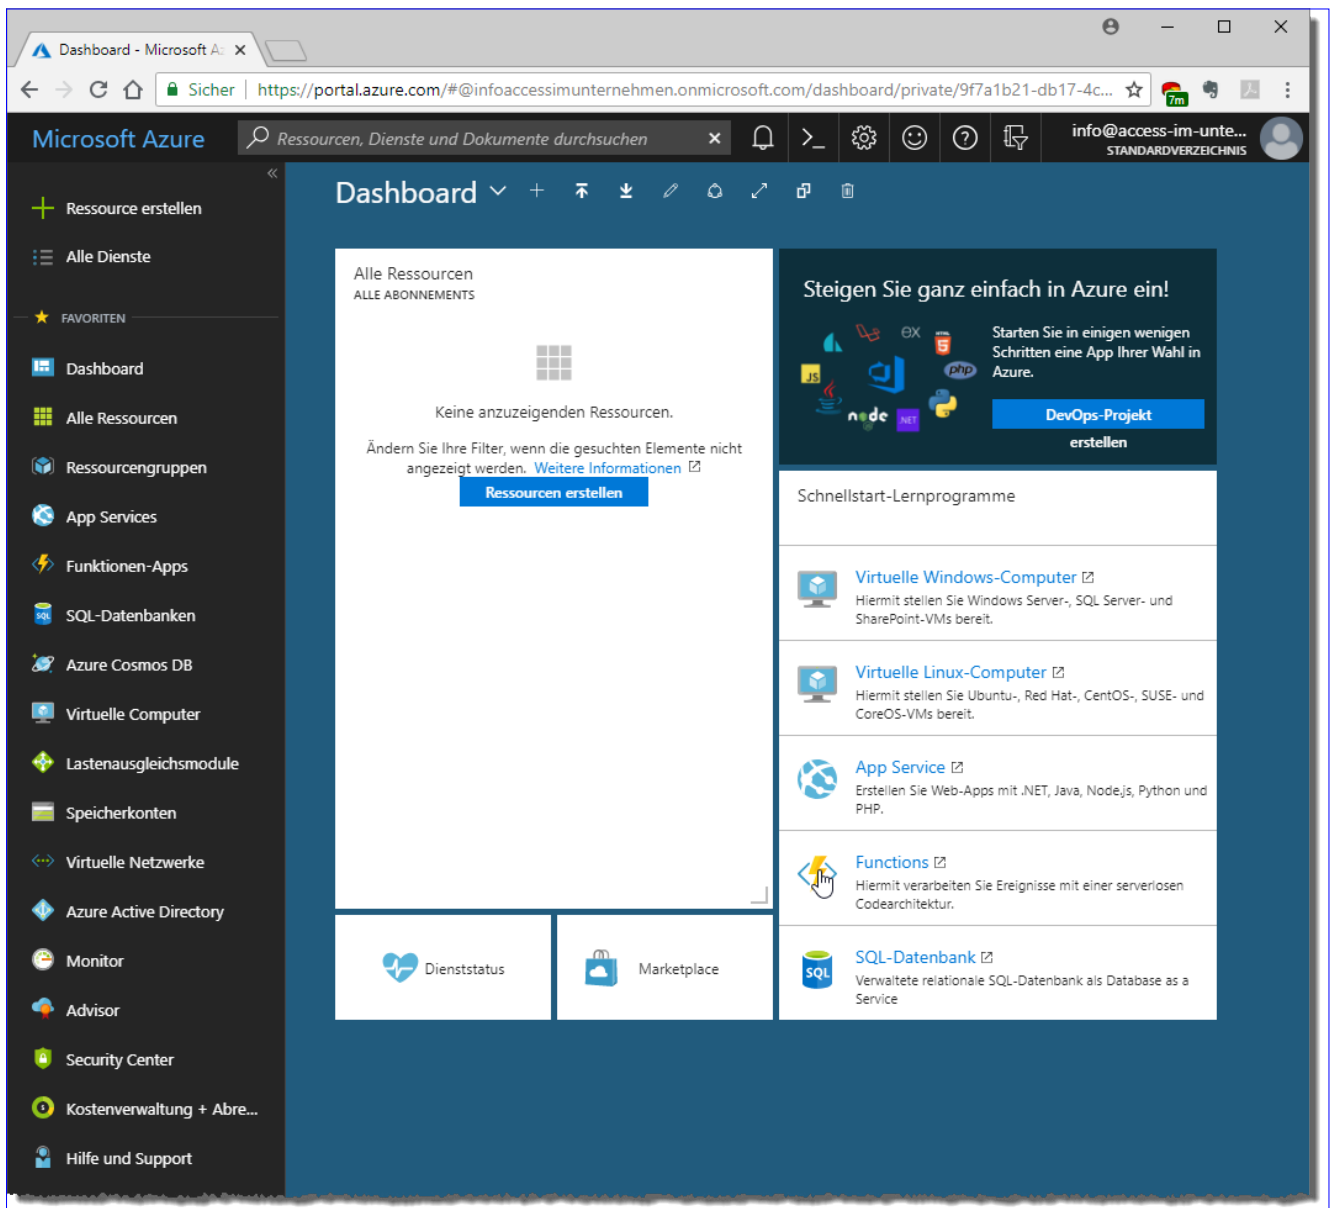 Dashboard - Microsoft A
Sicher
https://portal.azure.com/#@infoaccessimunternehmen.onmicrosoft.com/dashboard/private/9f7a1b21-db17-4c...
7m
Microsoft Azure
Ressourcen, Dienste und Dokumente durchsuchen
info@access-im-unte...
STANDARDVERZEICHNIS
Ressource erstellen
Alle Dienste
FAVORITEN
Dashboard
Alle Ressourcen
Ressourcengruppen
App Services
Funktionen-Apps
SQL-Datenbanken
Azure Cosmos DB
Virtuelle Computer
Lastenausgleichsmodule
Speicherkonten
Virtuelle Netzwerke
Azure Active Directory
Monitor
Advisor
Security Center
Kostenverwaltung + Abre...
Hilfe und Support
Dashboard
Alle Ressourcen
ALLE ABONNEMENTS
Keine anzuzeigenden Ressourcen.
Ändern Sie Ihre Filter, wenn die gesuchten Elemente nicht
angezeigt werden. Weitere Informationen
Ressourcen erstellen
Dienststatus
Marketplace
Steigen Sie ganz einfach in Azure ein!
Starten Sie in einigen wenigen
Schritten eine App Ihrer Wahl in
Azure.
DevOps-Projekt
erstellen
EX
HTML
5
JS
php
node
.NET
Schnellstart-Lernprogramme
Virtuelle Windows-Computer
Hiermit stellen Sie Windows Server-, SQL Server- und
SharePoint-VMs bereit.
Virtuelle Linux-Computer
Hiermit stellen Sie Ubuntu-, Red Hat-, CentOS-, SUSE- und
CoreOS-VMs bereit.
App Service
Erstellen Sie Web-Apps mit .NET, Java, Node.js, Python und
PHP.
Functions
Hiermit verarbeiten Sie Ereignisse mit einer serverlosen
Codearchitektur.
SQL
SQL-Datenbank
Verwaltete relationale SQL-Datenbank als Database as a
Service